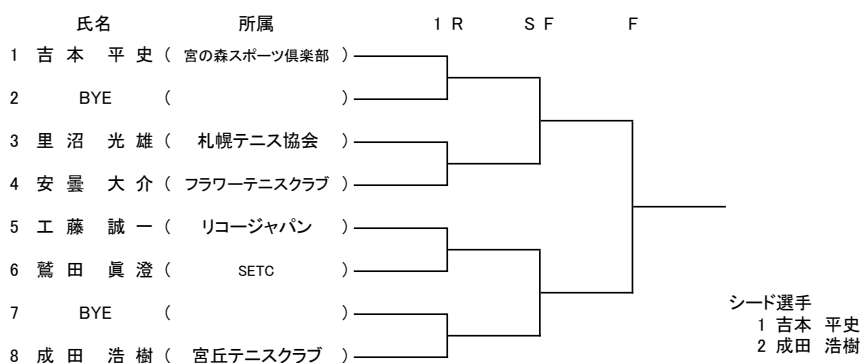 氏名 所属 1 R S F F
1 吉 本 平 史 ( 宮の森スポーツ倶楽部 )
2 BYE ( )
3 里 沼 光 雄 ( 札幌テニス協会 )
4 安 曇 大 介 ( フラワーテニスクラブ )
5 工 藤 誠 一 ( リコージャパン )
6 鷲 田 眞 澄 ( SETC )
7 BYE ( )
8 成 田 浩 樹 ( 宮丘テニスクラブ )
シード選手
1 吉本 平史
2 成田 浩樹